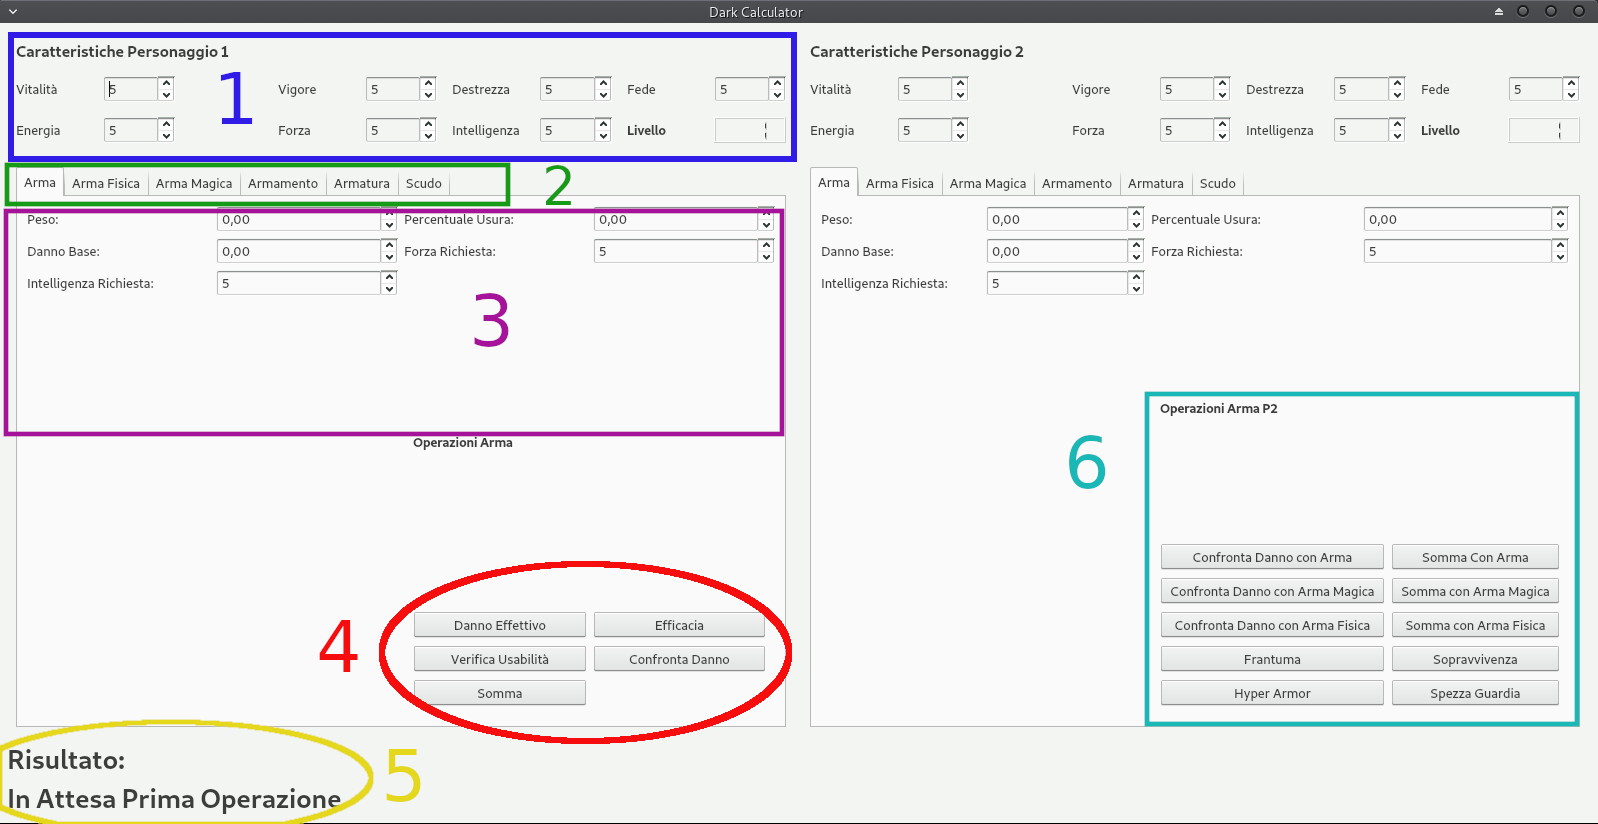 Dark Calculator
Caratteristiche Personaggio 1
Vitalità 5 Vigore 5 Destrezza 5 Fede 5
Energia 5 Forza 5 Intelligenza 5 Livello
1
Arma Arma Fisica Arma Magica Armamento Armatura Scudo
2
Peso: 0,00 Percentuale Usura: 0,00
Danno Base: 0,00 Forza Richiesta: 5
Intelligenza Richiesta: 5
3
Operazioni Arma
4
Danno Effettivo Efficacia
Verifica Usabilità Confronta Danno
Somma
Caratteristiche Personaggio 2
Vitalità 5 Vigore 5 Destrezza 5 Fede 5
Energia 5 Forza 5 Intelligenza 5 Livello
Arma Arma Fisica Arma Magica Armamento Armatura Scudo
Peso: 0,00 Percentuale Usura: 0,00
Danno Base: 0,00 Forza Richiesta: 5
Intelligenza Richiesta: 5
6
Operazioni Arma P2
Confronta Danno con Arma Somma Con Arma
Confronta Danno con Arma Magica Somma con Arma Magica
Confronta Danno con Arma Fisica Somma con Arma Fisica
Frantuma Sopravvivenza
Hyper Armor Spezza Guardia
Risultato:
In Attesa Prima Operazione
5